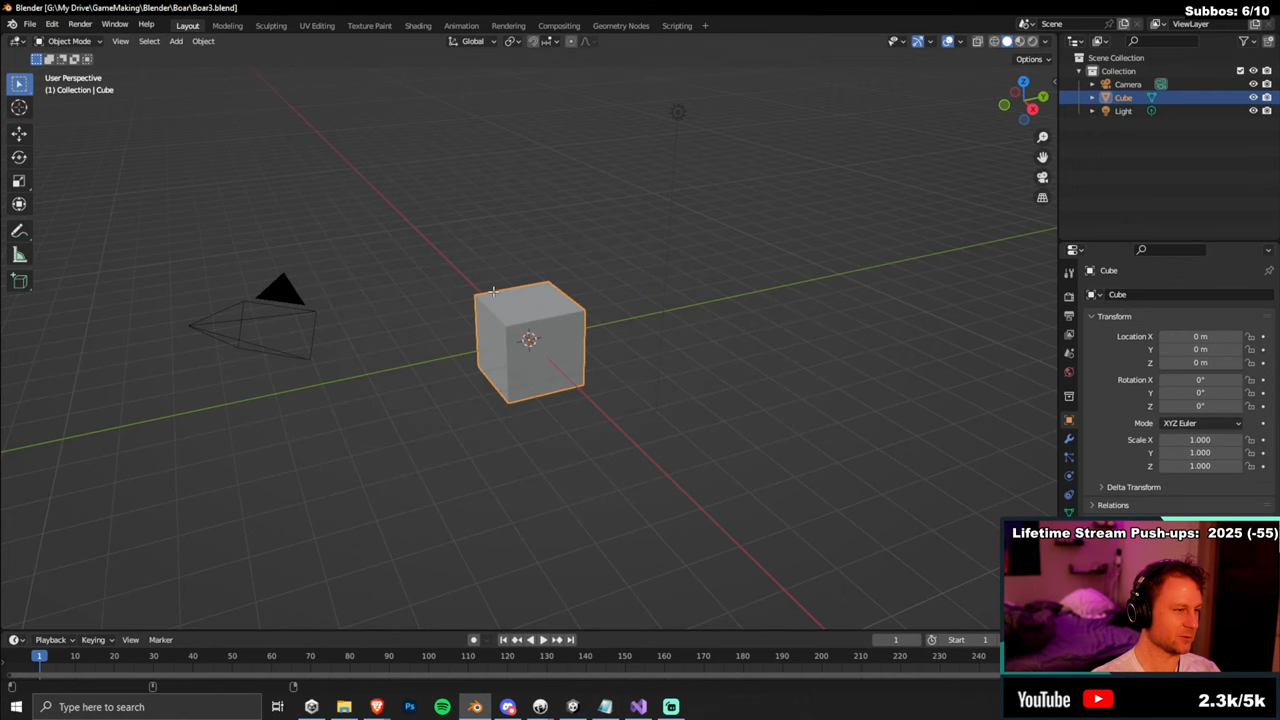 Blender [G:\My Drive\GameMaking\Blender\Boar\Boar3.blend]
Subbos: 6/10
File Edit Render Window Help Layout Modeling Sculpting UV Editing Texture Paint Shading Animation Rendering Compositing Geometry Nodes Scripting + Scene ViewLayer
Object Mode View Select Add Object Global
Options
User Perspective
(1) Collection | Cube
Scene Collection
Collection
Camera
Cube
Light
Z
Y
X
Cube
Cube
Transform
Location X 0 m
Y 0 m
Z 0 m
Rotation X 0°
Y 0°
Z 0°
Mode XYZ Euler
Scale X 1.000
Y 1.000
Z 1.000
Delta Transform
Relations
Lifetime Stream Push-ups: 2025 (-55)
Playback Keying View Marker 1 Start 1
1 10 20 30 40 50 60 70 80 90 100 110 120 130 140 150 160 170 180 190 200 210 220 230 240
Type here to search
Ps
YouTube 2.3k/5k